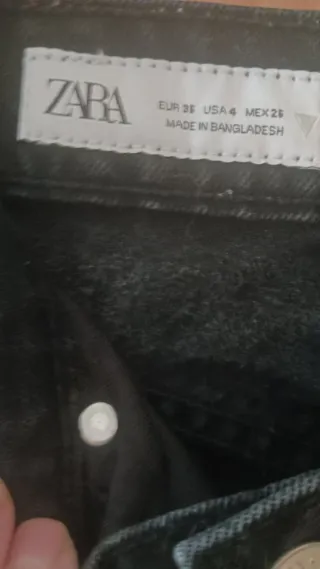 ZARA
EUR 36 USA 4 MEX 26
MADE IN BANGLADESH